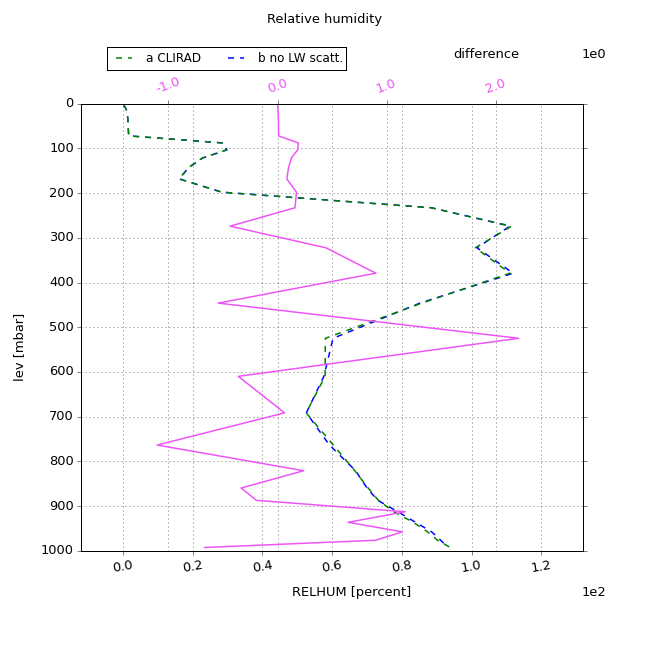 Relative humidity
a CLIRAD
b no LW scatt.
difference
1e0
-1.0
0.0
1.0
2.0
0
100
200
300
400
500
600
700
800
900
1000
lev [mbar]
0.0
0.2
0.4
0.6
0.8
1.0
1.2
RELHUM [percent]
1e2